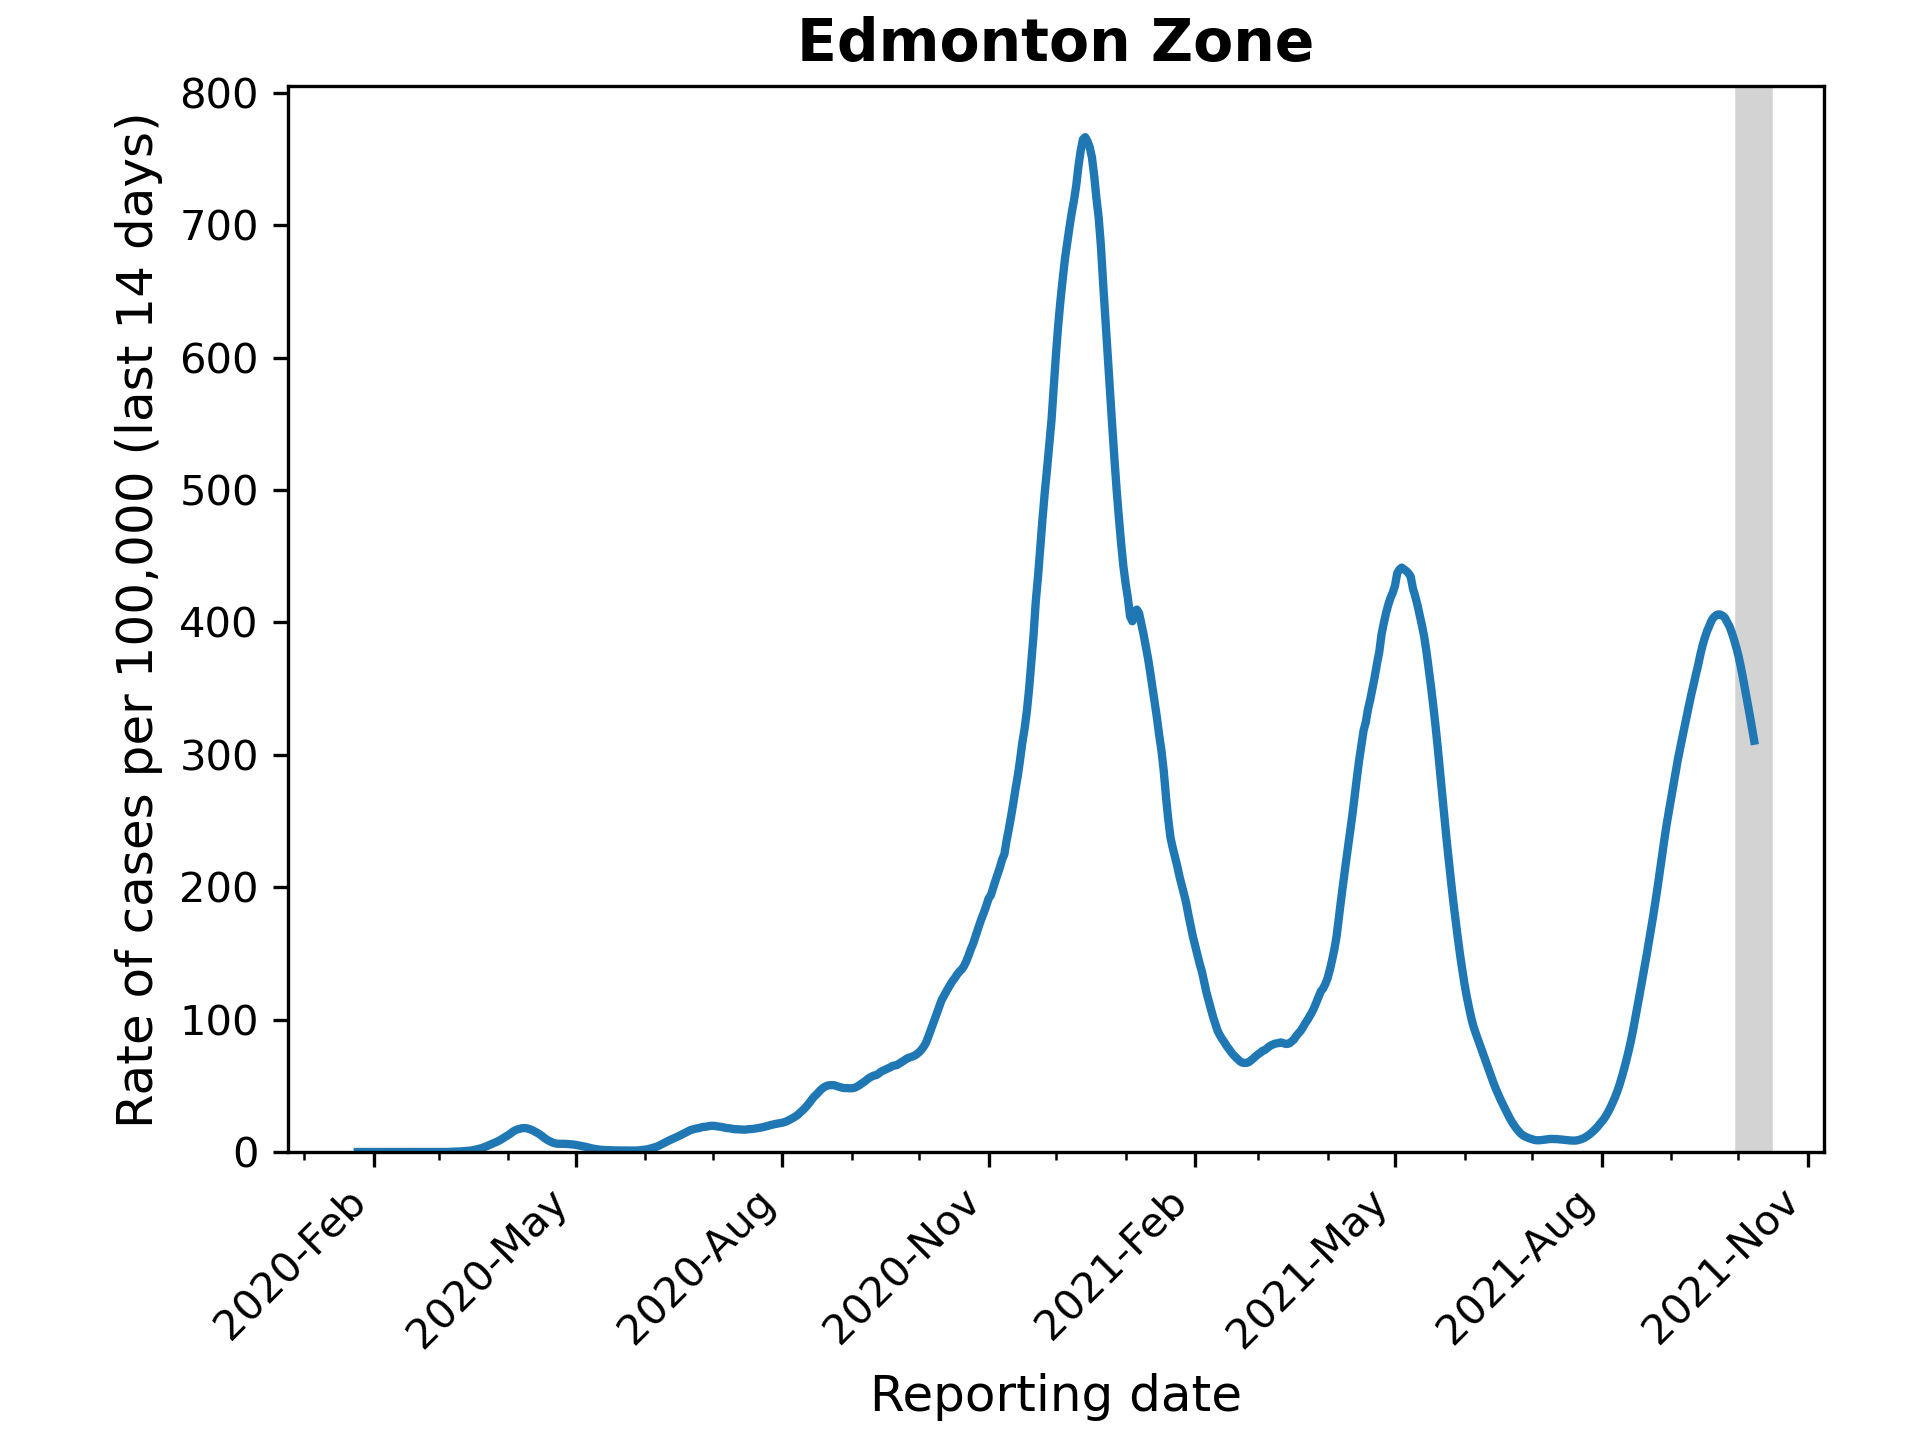 Edmonton Zone
Rate of cases per 100,000 (last 14 days)
800
700
600
500
400
300
200
100
0
2020-Feb
2020-May
2020-Aug
2020-Nov
2021-Feb
2021-May
2021-Aug
2021-Nov
Reporting date